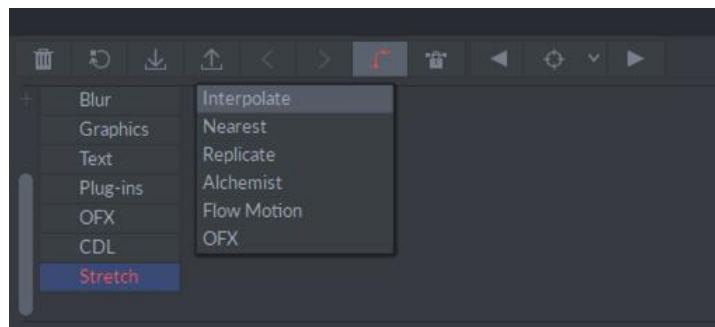 Blur
Graphics
Text
Plug-ins
OFX
CDL
Stretch
Interpolate
Nearest
Replicate
Alchemist
Flow Motion
OFX